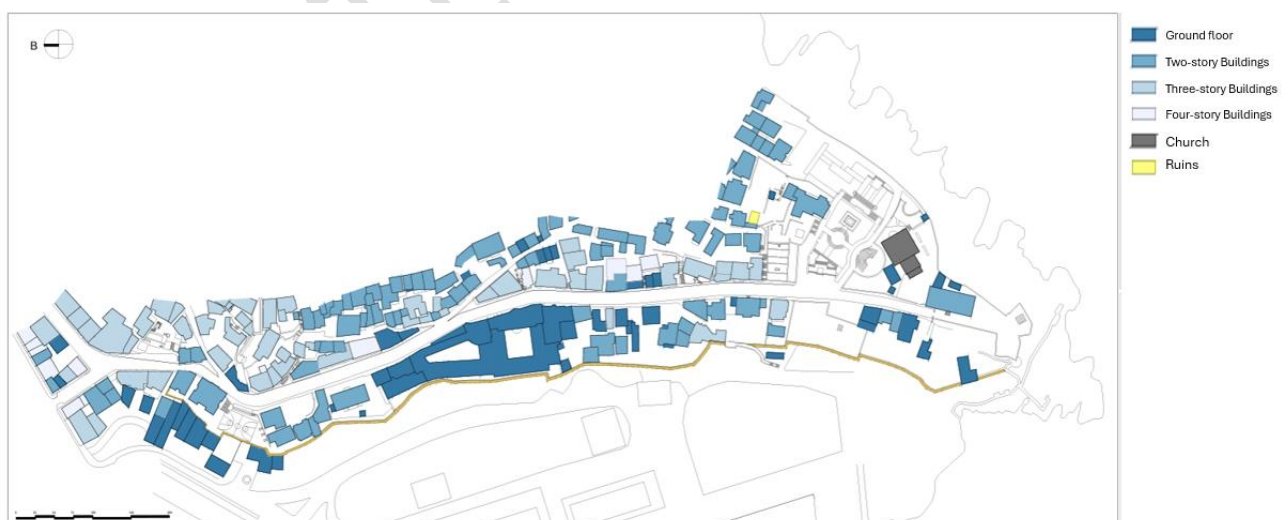 B
Ground floor
Two-story Buildings
Three-story Buildings
Four-story Buildings
Church
Ruins